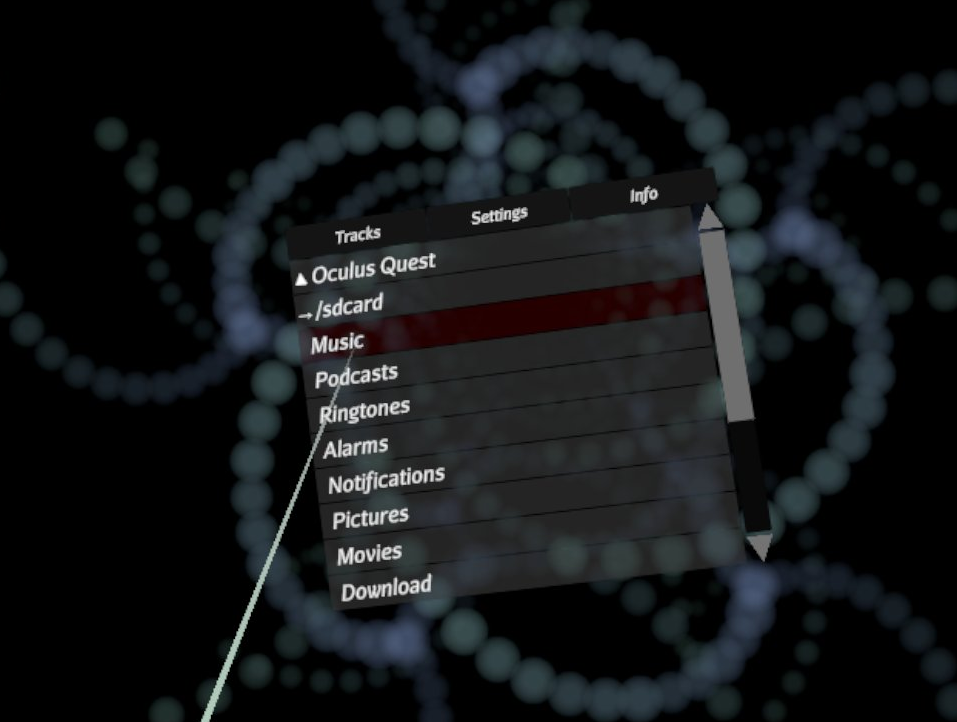 Tracks Settings Info
▲ Oculus Quest
→ /sdcard
Music
Podcasts
Ringtones
Alarms
Notifications
Pictures
Movies
Download